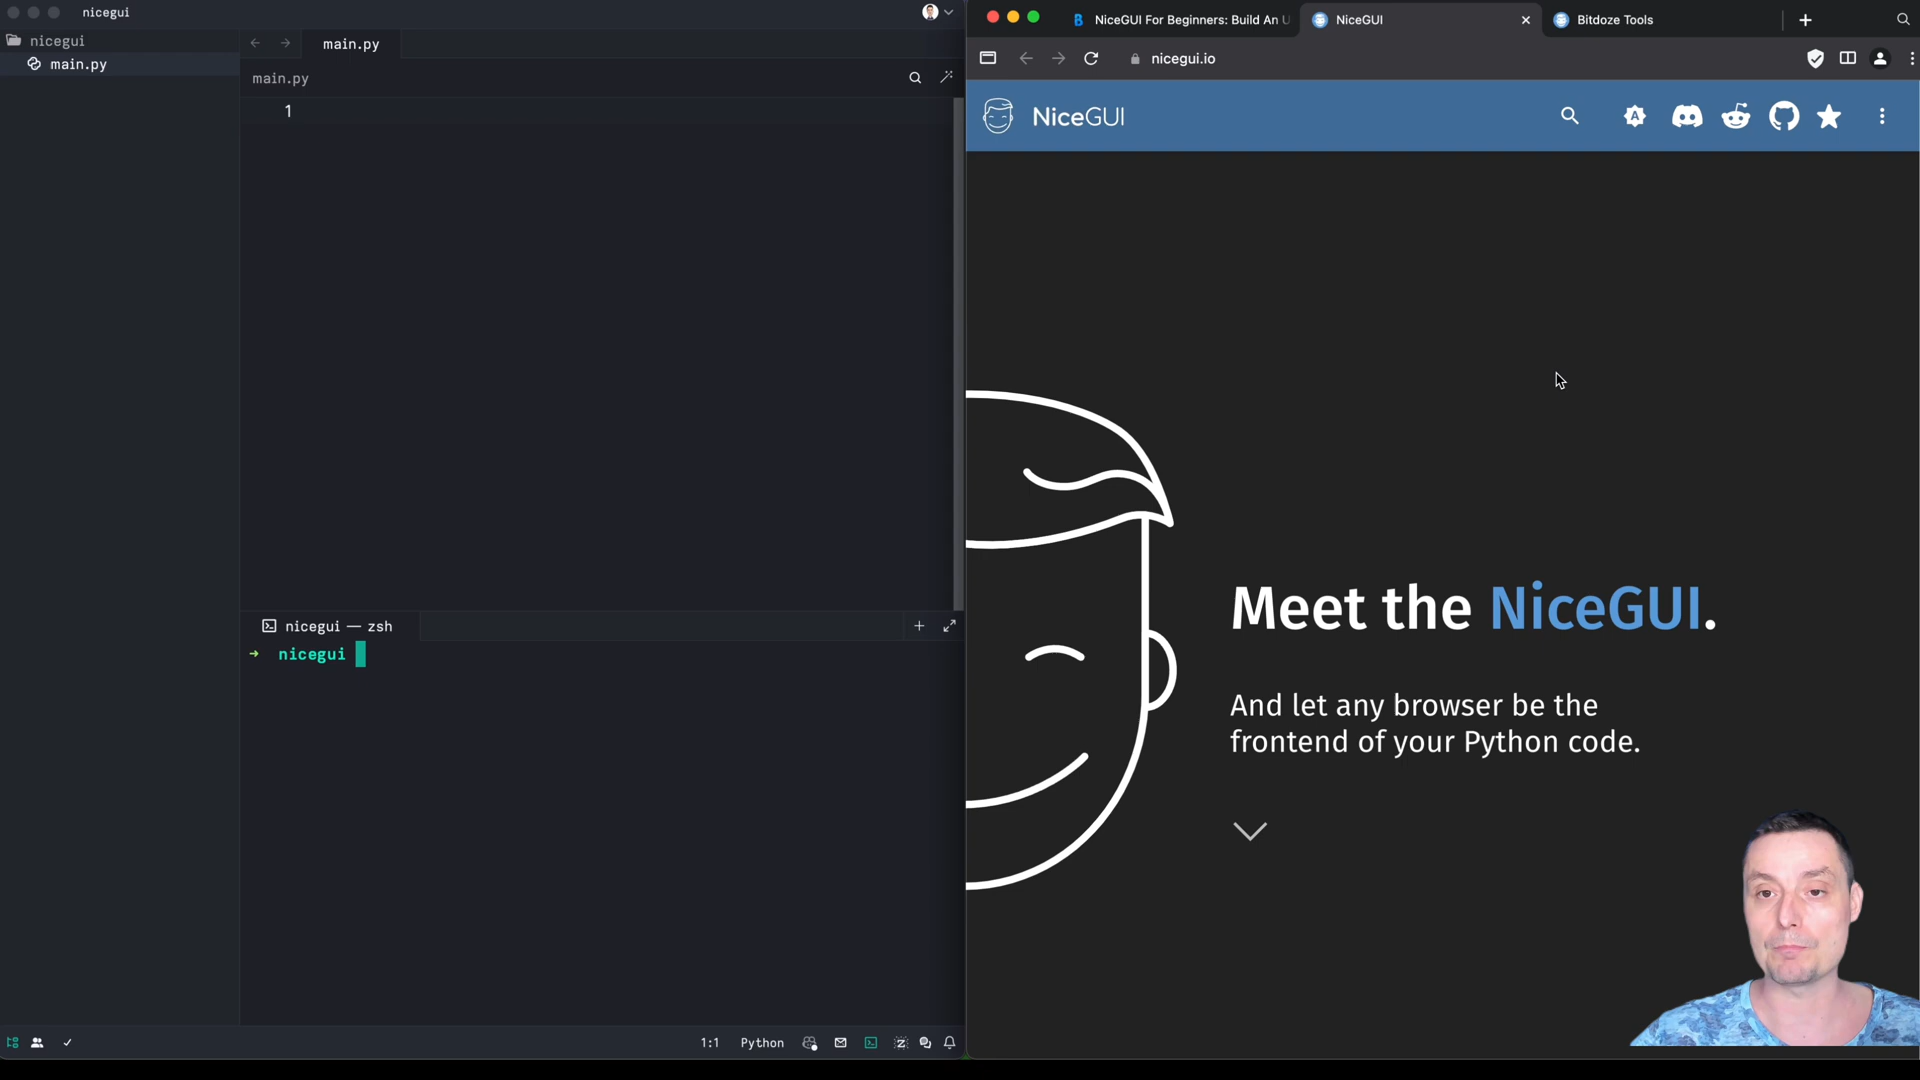 nicegui
nicegui
main.py
main.py
main.py
1
nicegui — zsh
→ nicegui
1:1
Python
NiceGUI For Beginners: Build An U
NiceGUI
Bitdoze Tools
nicegui.io
NiceGUI
A
Meet the NiceGUI.
And let any browser be the
frontend of your Python code.